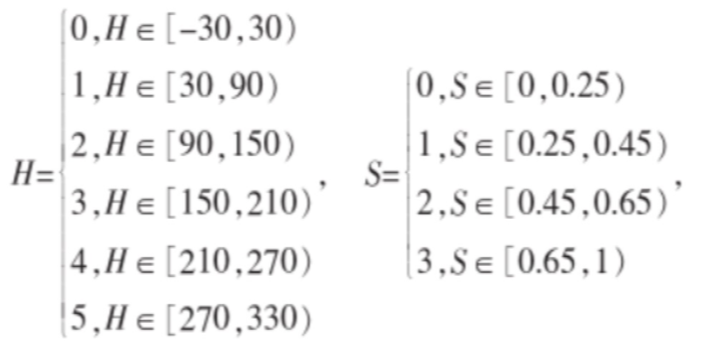 0,H∈[-30,30)
1,H∈[30,90)
2,H∈[90,150)
H= 3,H∈[150,210) ,
4,H∈[210,270)
5,H∈[270,330)
0,S∈[0,0.25)
1,S∈[0.25,0.45)
S= 2,S∈[0.45,0.65) ,
3,S∈[0.65,1)